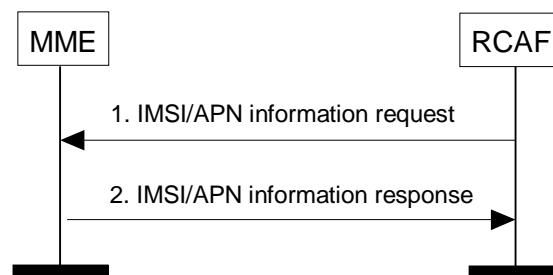 MME
RCAF
1. IMSI/APN information request
2. IMSI/APN information response